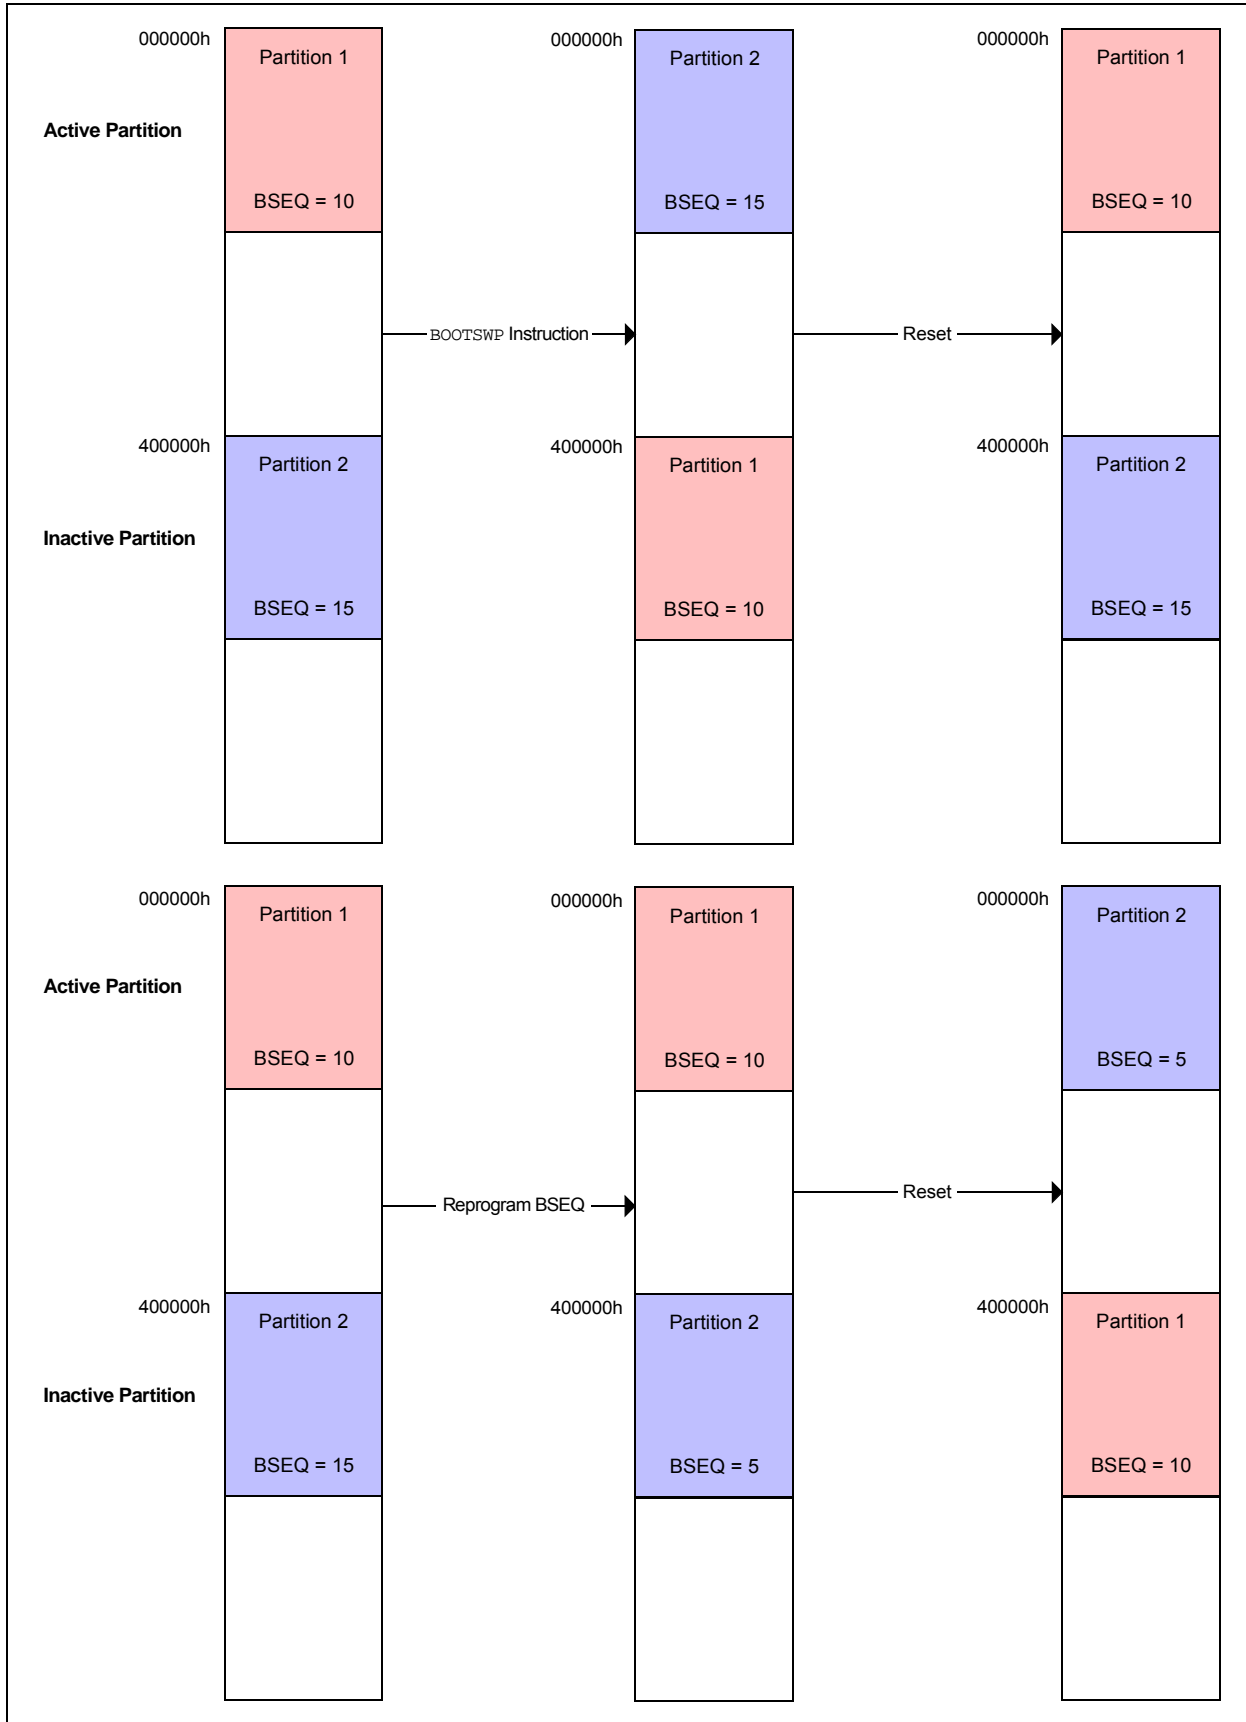 000000h
Partition 1
000000h
Partition 2
000000h
Partition 1
Active Partition
BSEQ = 10
BSEQ = 15
BSEQ = 10
BOOTSWP Instruction
Reset
400000h
Partition 2
400000h
Partition 1
400000h
Partition 2
Inactive Partition
BSEQ = 15
BSEQ = 10
BSEQ = 15
000000h
Partition 1
000000h
Partition 1
000000h
Partition 2
Active Partition
BSEQ = 10
BSEQ = 10
BSEQ = 5
Reprogram BSEQ
Reset
400000h
Partition 2
400000h
Partition 2
400000h
Partition 1
Inactive Partition
BSEQ = 15
BSEQ = 5
BSEQ = 10